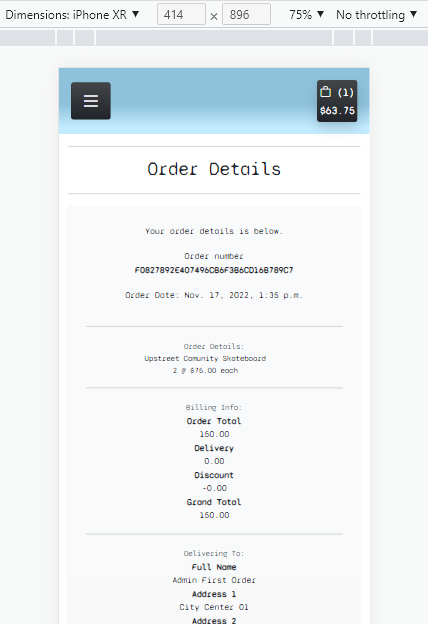 Dimensions: iPhone XR ▼ 414 × 896 75% ▼ No throttling ▼
(1)
$63.75
Order Details
Your order details is below.
Order number
F0827892E407496CB6F3B6CD16B789C7
Order Date: Nov. 17, 2022, 1:35 p.m.
Order Details:
Upstreet Comunity Skateboard
2 @ $75.00 each
Billing Info:
Order Total
150.00
Delivery
0.00
Discount
-0.00
Grand Total
150.00
Delivering To:
Full Name
Admin First Order
Address 1
City Center 01
Address 2